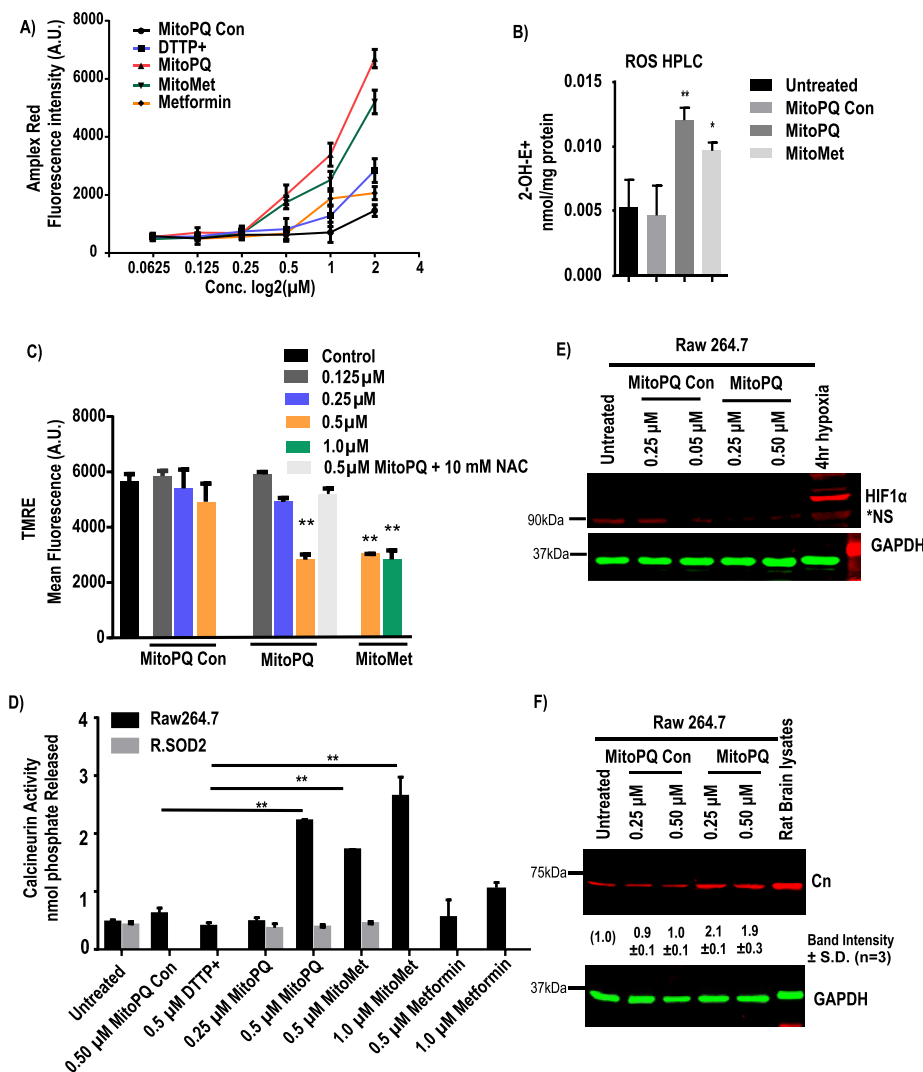 A)
MitoPQ Con
DTTP+
MitoPQ
MitoMet
Metformin
Amplex Red
Fluorescence intensity (A.U.)
8000
6000
4000
2000
0
0.0625 0.125 0.25 0.5 1 2 4
Conc. log2(µM)
B)
ROS HPLC
Untreated
MitoPQ Con
MitoPQ
MitoMet
2-OH-E+
nmol/mg protein
0.015
0.010
0.005
0.000
**
*
C)
Control
0.125µM
0.25µM
0.5µM
1.0µM
0.5µM MitoPQ + 10 mM NAC
TMRE
Mean Fluorescence (A.U.)
8000
6000
4000
2000
0
**
**
**
MitoPQ Con
MitoPQ
MitoMet
D)
Raw264.7
R.SOD2
Calcineurin Activity
nmol phosphate Released
4
3
2
1
0
**
**
**
Untreated
0.50 µM MitoPQ Con
0.5 µM DTTP+
0.25 µM MitoPQ
0.5 µM MitoPQ
0.5 µM MitoMet
1.0 µM MitoMet
0.5 µM Metformin
1.0 µM Metformin
E)
Raw 264.7
MitoPQ Con
MitoPQ
Untreated
0.25 µM
0.05 µM
0.25 µM
0.50 µM
4hr hypoxia
HIF1α
*NS
90kDa
37kDa
GAPDH
F)
Raw 264.7
MitoPQ Con
MitoPQ
Untreated
0.25 µM
0.50 µM
0.25 µM
0.50 µM
Rat Brain lysates
75kDa
Cn
(1.0) 0.9 1.0 2.1 1.9
±0.1 ±0.1 ±0.1 ±0.3
Band Intensity
± S.D. (n=3)
37kDa
GAPDH